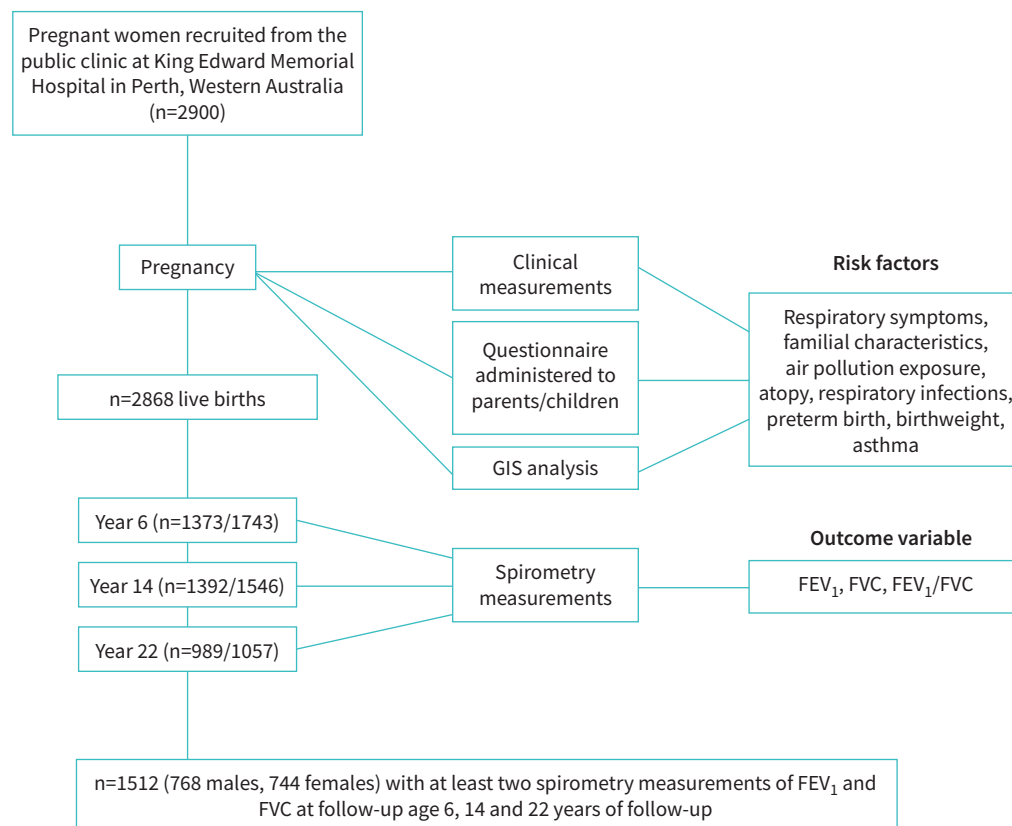 Pregnant women recruited from the
public clinic at King Edward Memorial
Hospital in Perth, Western Australia
(n=2900)
Pregnancy
n=2868 live births
Year 6 (n=1373/1743)
Year 14 (n=1392/1546)
Year 22 (n=989/1057)
Clinical
measurements
Questionnaire
administered to
parents/children
GIS analysis
Spirometry
measurements
Risk factors
Respiratory symptoms,
familial characteristics,
air pollution exposure,
atopy, respiratory infections,
preterm birth, birthweight,
asthma
Outcome variable
FEV₁, FVC, FEV₁/FVC
n=1512 (768 males, 744 females) with at least two spirometry measurements of FEV₁ and
FVC at follow-up age 6, 14 and 22 years of follow-up